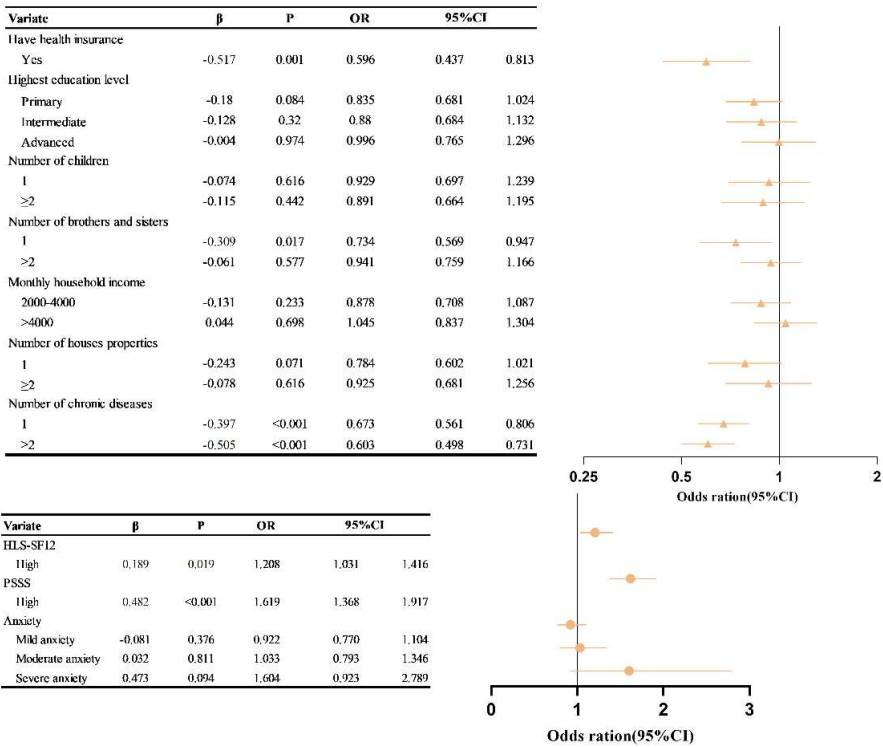 Variate β P OR 95%CI
Have health insurance
Yes -0.517 0.001 0.596 0.437 0.813
Highest education level
Primary -0.18 0.084 0.835 0.681 1.024
Intermediate -0.128 0.32 0.88 0.684 1.132
Advanced -0.004 0.974 0.996 0.765 1.296
Number of children
1 -0.074 0.616 0.929 0.697 1.239
≥2 -0.115 0.442 0.891 0.664 1.195
Number of brothers and sisters
1 -0.309 0.017 0.734 0.569 0.947
>2 -0.061 0.577 0.941 0.759 1.166
Monthly household income
2000-4000 -0.131 0.233 0.878 0.708 1.087
>4000 0.044 0.698 1.045 0.837 1.304
Number of houses properties
1 -0.243 0.071 0.784 0.602 1.021
≥2 -0.078 0.616 0.925 0.681 1.256
Number of chronic diseases
1 -0.397 <0.001 0.673 0.561 0.806
>2 -0.505 <0.001 0.603 0.498 0.731
0.25 0.5 1 2
Odds ration(95%CI)
Variate β P OR 95%CI
HLS-SF12
High 0.189 0.019 1.208 1.031 1.416
PSSS
High 0.482 <0.001 1.619 1.368 1.917
Anxiety
Mild anxiety -0.081 0.376 0.922 0.770 1.104
Moderate anxiety 0.032 0.811 1.033 0.793 1.346
Severe anxiety 0.473 0.094 1.604 0.923 2.789
0 1 2 3
Odds ration(95%CI)